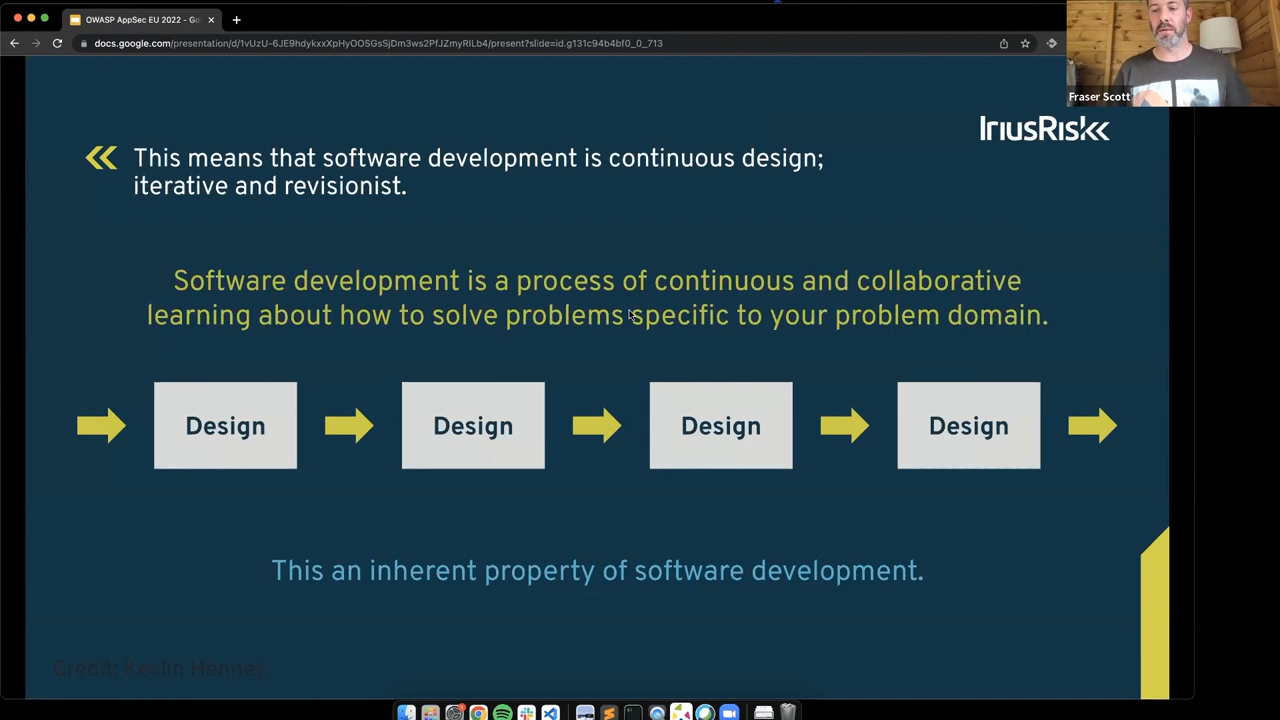 OWASP AppSec EU 2022 - Go
docs.google.com/presentation/d/1vUzU-6JE9hdykxxXpHyOOSGsSjDm3ws2PfJZmyRILb4/present?slide=id.g131c94b4bf0_0_713
Fraser Scott
IriusRisk
This means that software development is continuous design;
iterative and revisionist.
Software development is a process of continuous and collaborative
learning about how to solve problems specific to your problem domain.
Design
Design
Design
Design
This an inherent property of software development.
Credit: Kevlin Henney